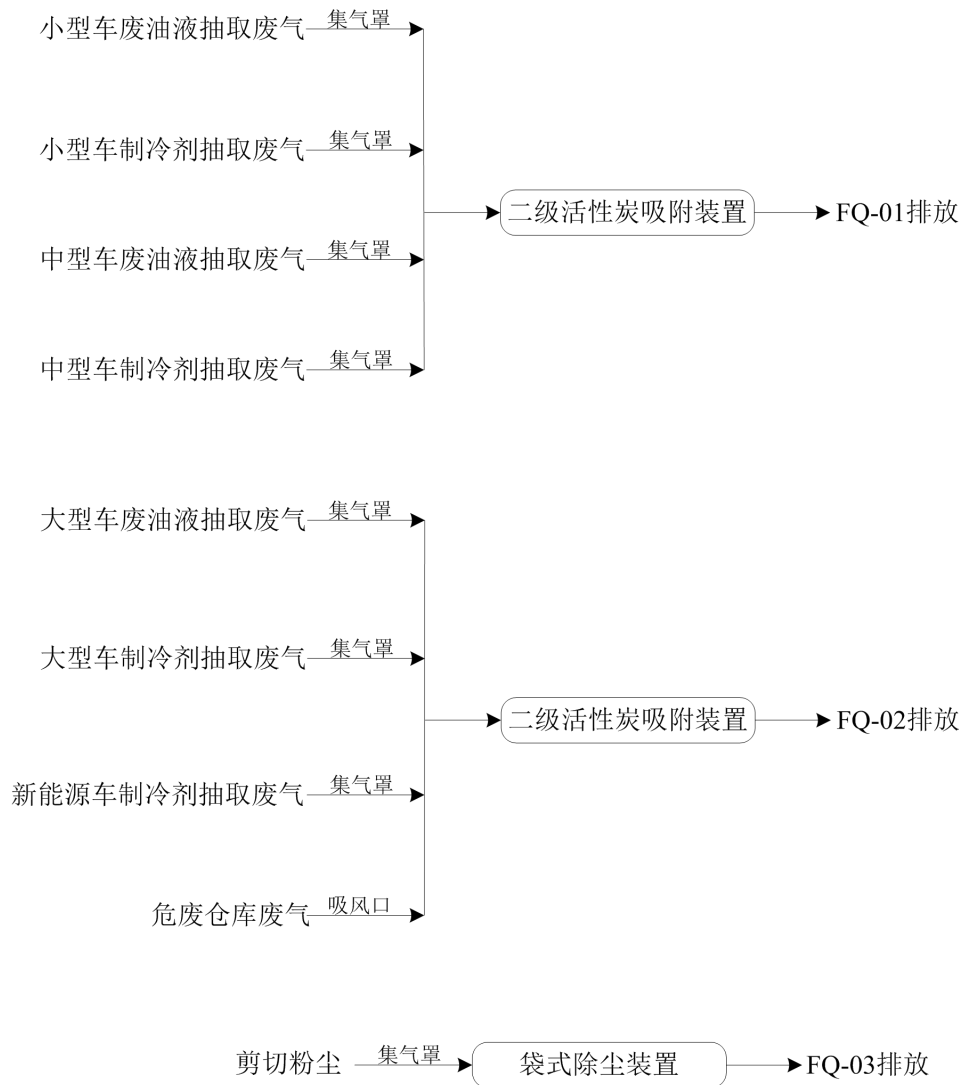 小型车废油液抽取废气 集气罩
小型车制冷剂抽取废气 集气罩
二级活性炭吸附装置 FQ-01排放
中型车废油液抽取废气 集气罩
中型车制冷剂抽取废气 集气罩
大型车废油液抽取废气 集气罩
大型车制冷剂抽取废气 集气罩
二级活性炭吸附装置 FQ-02排放
新能源车制冷剂抽取废气 集气罩
危废仓库废气 吸风口
剪切粉尘 集气罩 袋式除尘装置 FQ-03排放